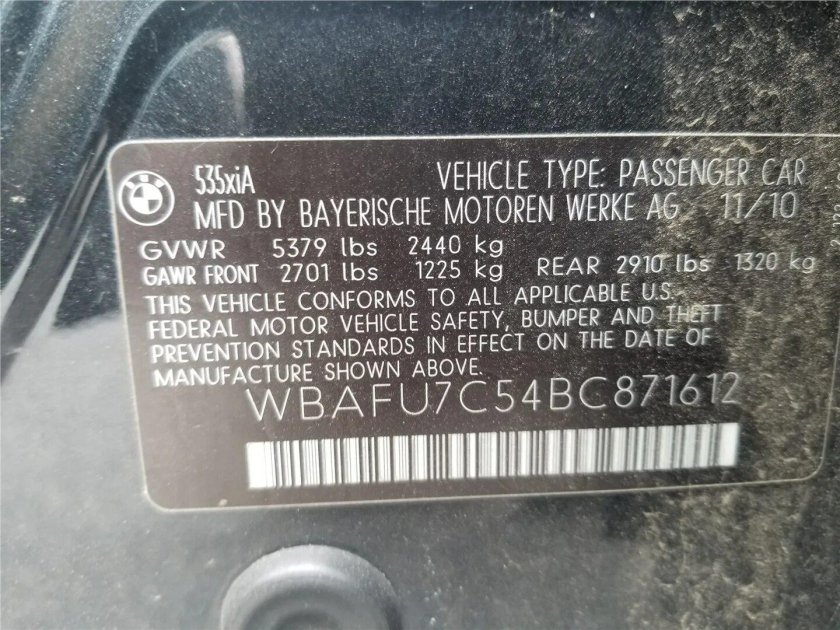 535xiA VEHICLE TYPE: PASSENGER CAR
MFD BY BAYERISCHE MOTOREN WERKE AG 11/10
GVWR 5379 lbs 2440 kg
GAWR FRONT 2701 lbs 1225 kg REAR 2910 lbs 1320 kg
THIS VEHICLE CONFORMS TO ALL APPLICABLE U.S.
FEDERAL MOTOR VEHICLE SAFETY, BUMPER AND THEFT
PREVENTION STANDARDS IN EFFECT ON THE DATE OF
MANUFACTURE SHOWN ABOVE.
WBAFU7C54BC871612